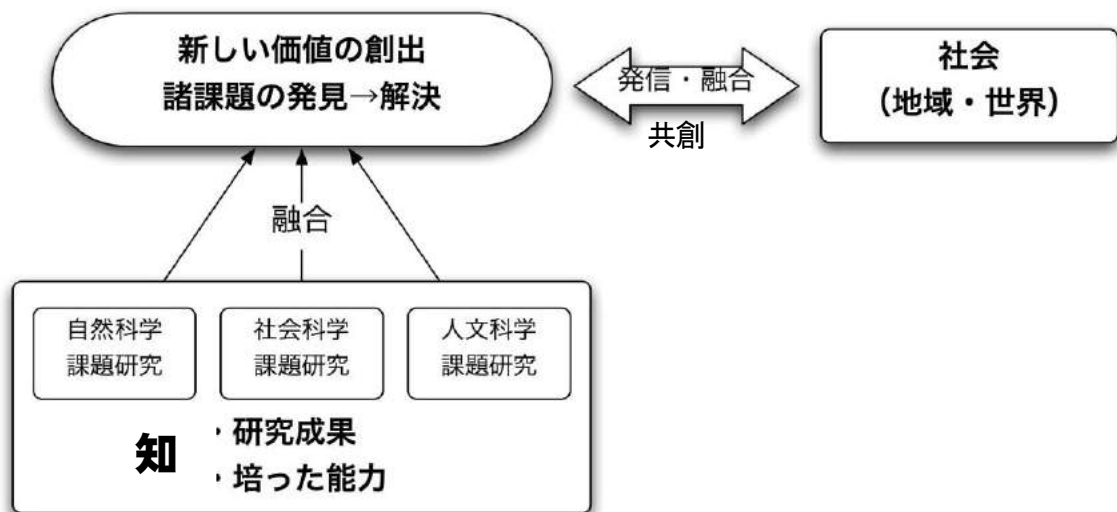 新しい価値の創出
諸課題の発見→解決
発信・融合
共創
社会
（地域・世界）
融合
自然科学
課題研究
社会科学
課題研究
人文科学
課題研究
知
・研究成果
・培った能力